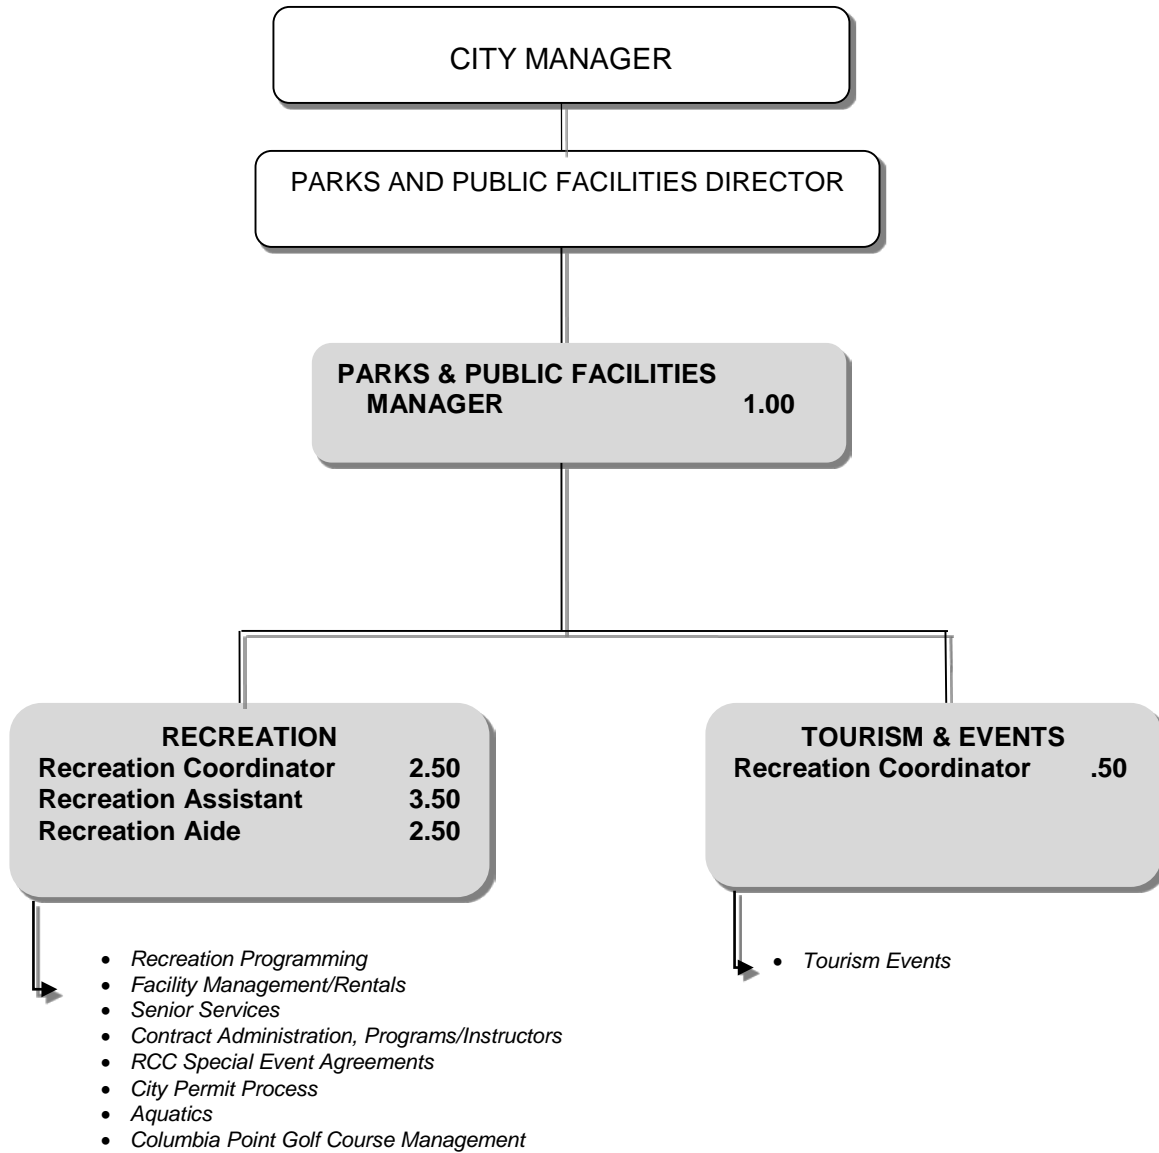 CITY MANAGER
PARKS AND PUBLIC FACILITIES DIRECTOR
PARKS & PUBLIC FACILITIES
MANAGER 1.00
RECREATION
Recreation Coordinator 2.50
Recreation Assistant 3.50
Recreation Aide 2.50
TOURISM & EVENTS
Recreation Coordinator .50
• Recreation Programming
• Facility Management/Rentals
• Senior Services
• Contract Administration, Programs/Instructors
• RCC Special Event Agreements
• City Permit Process
• Aquatics
• Columbia Point Golf Course Management
• Tourism Events